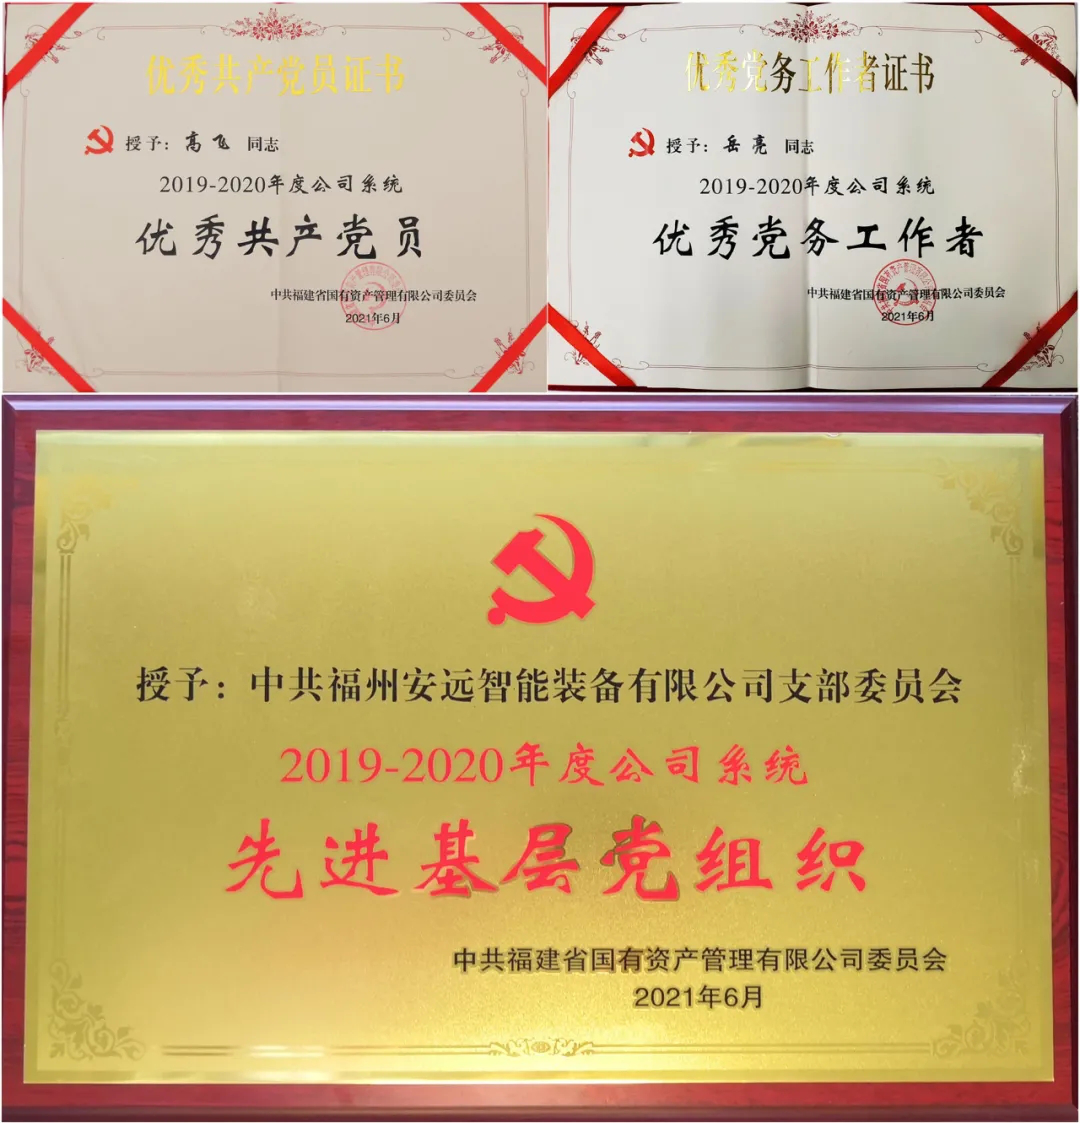 优秀共产党员证书
授予：高飞 同志
2019-2020年度公司系统
优秀共产党员
中共福建省国有资产管理有限公司委员会
2021年6月
优秀党务工作者证书
授予：岳亮 同志
2019-2020年度公司系统
优秀党务工作者
中共福建省国有资产管理有限公司委员会
2021年6月
授予：中共福州安远智能装备有限公司支部委员会
2019-2020年度公司系统
先进基层党组织
中共福建省国有资产管理有限公司委员会
2021年6月